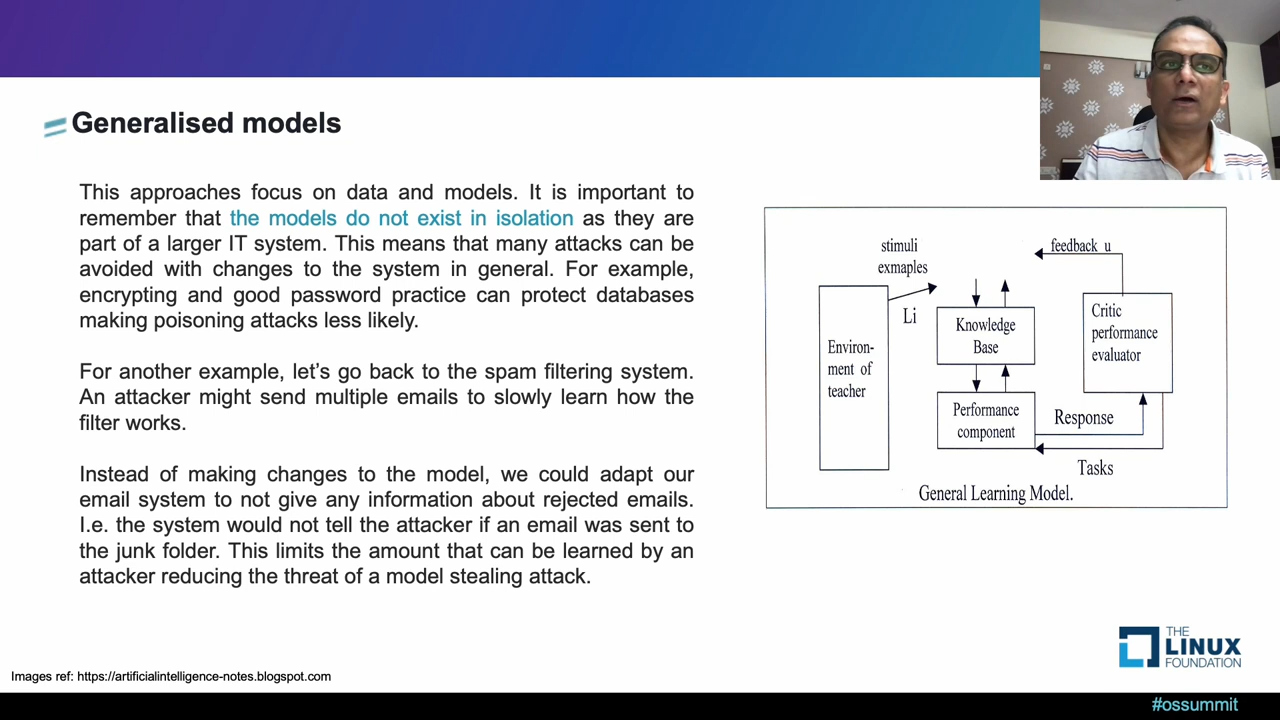 Generalised models
This approaches focus on data and models. It is important to
remember that the models do not exist in isolation as they are
part of a larger IT system. This means that many attacks can be
avoided with changes to the system in general. For example,
encrypting and good password practice can protect databases
making poisoning attacks less likely.
For another example, let’s go back to the spam filtering system.
An attacker might send multiple emails to slowly learn how the
filter works.
Instead of making changes to the model, we could adapt our
email system to not give any information about rejected emails.
I.e. the system would not tell the attacker if an email was sent to
the junk folder. This limits the amount that can be learned by an
attacker reducing the threat of a model stealing attack.
stimuli
exmaples
Li
feedback u
Environ-
ment of
teacher
Knowledge
Base
Performance
component
Critic
performance
evaluator
Response
Tasks
General Learning Model.
THE
LINUX
FOUNDATION
Images ref: https://artificialintelligence-notes.blogspot.com
#ossummit